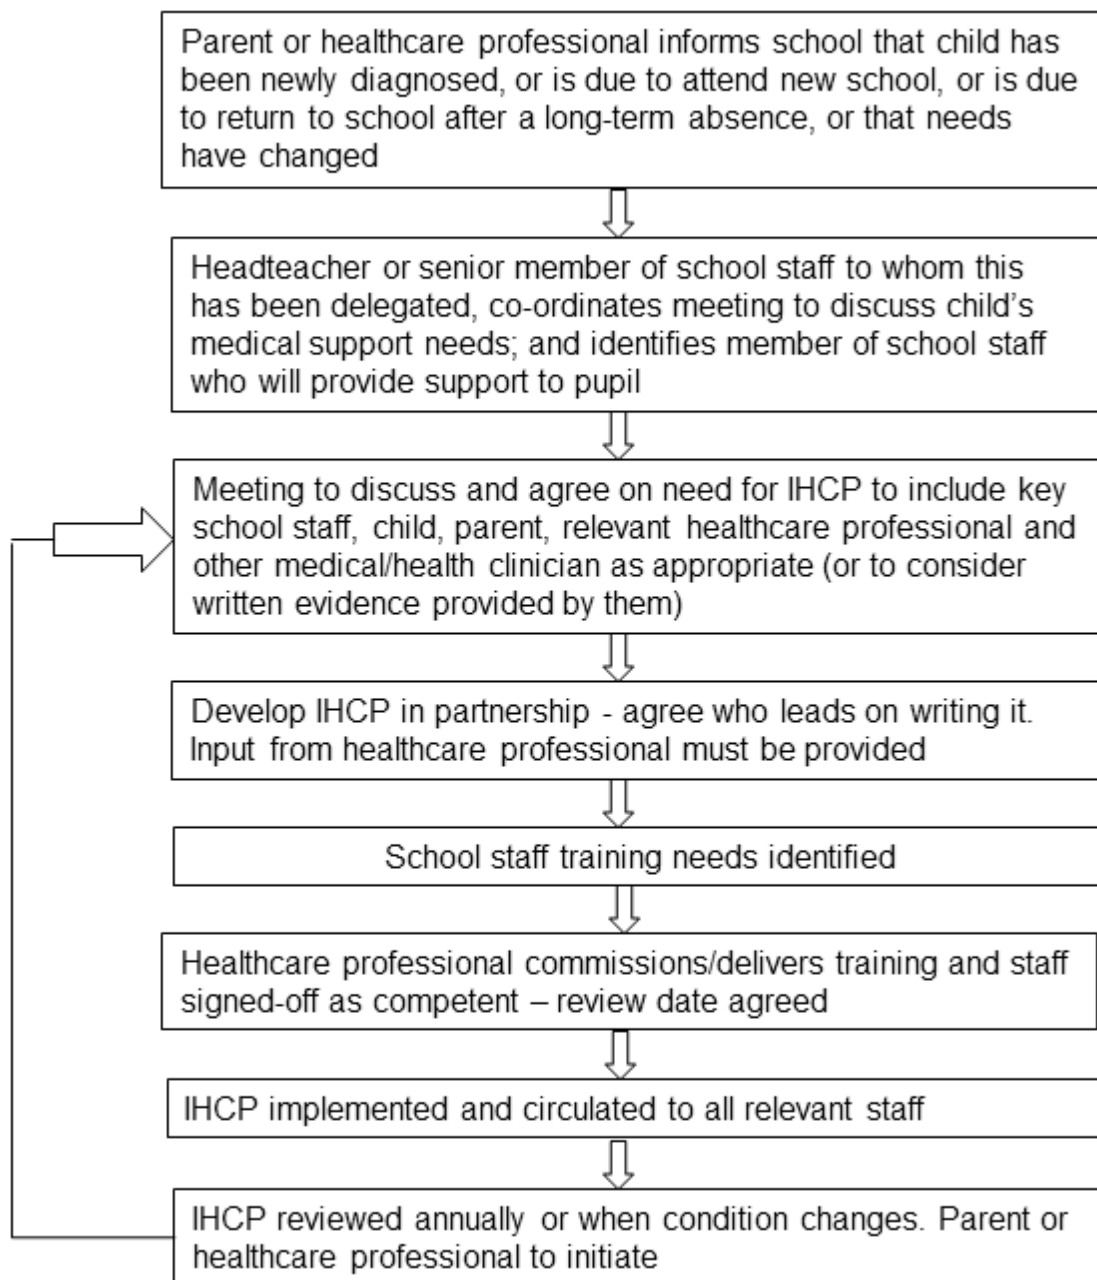 Parent or healthcare professional informs school that child has
been newly diagnosed, or is due to attend new school, or is due
to return to school after a long-term absence, or that needs
have changed
Headteacher or senior member of school staff to whom this
has been delegated, co-ordinates meeting to discuss child's
medical support needs; and identifies member of school staff
who will provide support to pupil
Meeting to discuss and agree on need for IHCP to include key
school staff, child, parent, relevant healthcare professional and
other medical/health clinician as appropriate (or to consider
written evidence provided by them)
Develop IHCP in partnership - agree who leads on writing it.
Input from healthcare professional must be provided
School staff training needs identified
Healthcare professional commissions/delivers training and staff
signed-off as competent – review date agreed
IHCP implemented and circulated to all relevant staff
IHCP reviewed annually or when condition changes. Parent or
healthcare professional to initiate